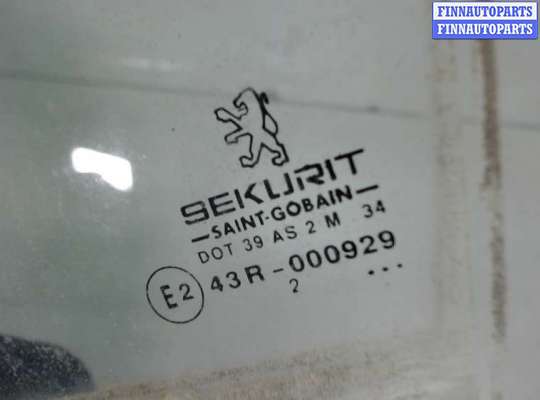 FINNAUTOPARTS
FINNAUTOPARTS
SEKURIT
SAINT-GOBAIN
DOT 39 AS 2 M 34
E2 43R-000929
2 ...